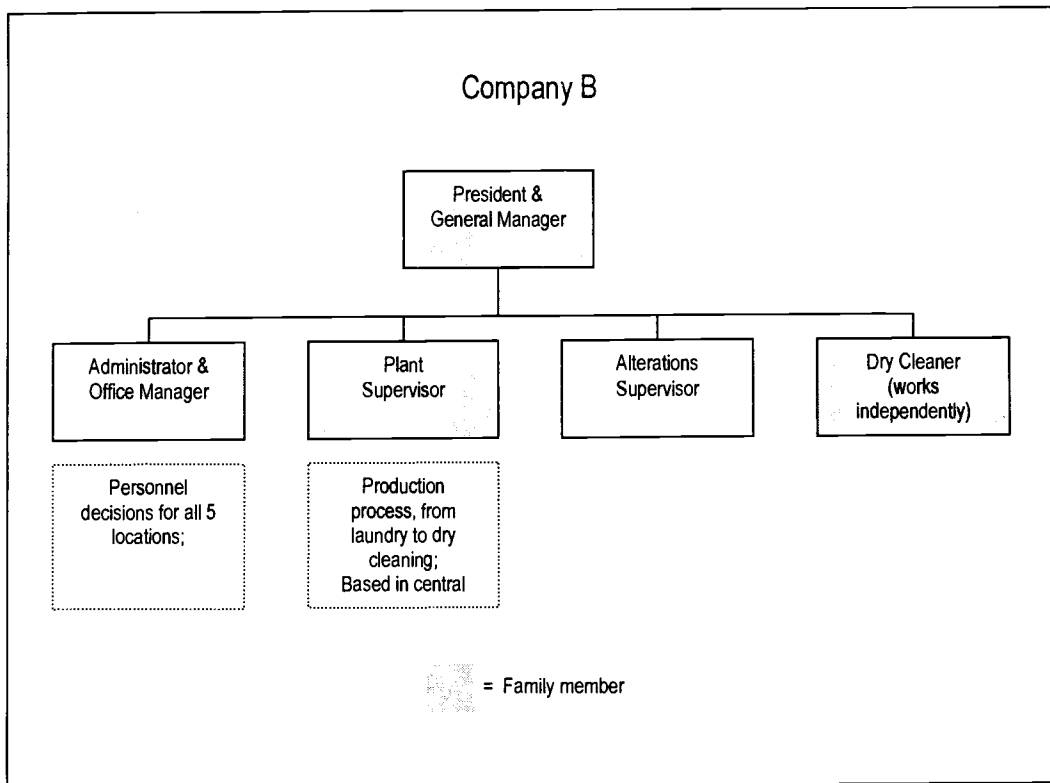 Company B
President &
General Manager
Administrator &
Office Manager
Plant
Supervisor
Alterations
Supervisor
Dry Cleaner
(works
independently)
Personnel
decisions for all 5
locations;
Production
process, from
laundry to dry
cleaning;
Based in central
= Family member